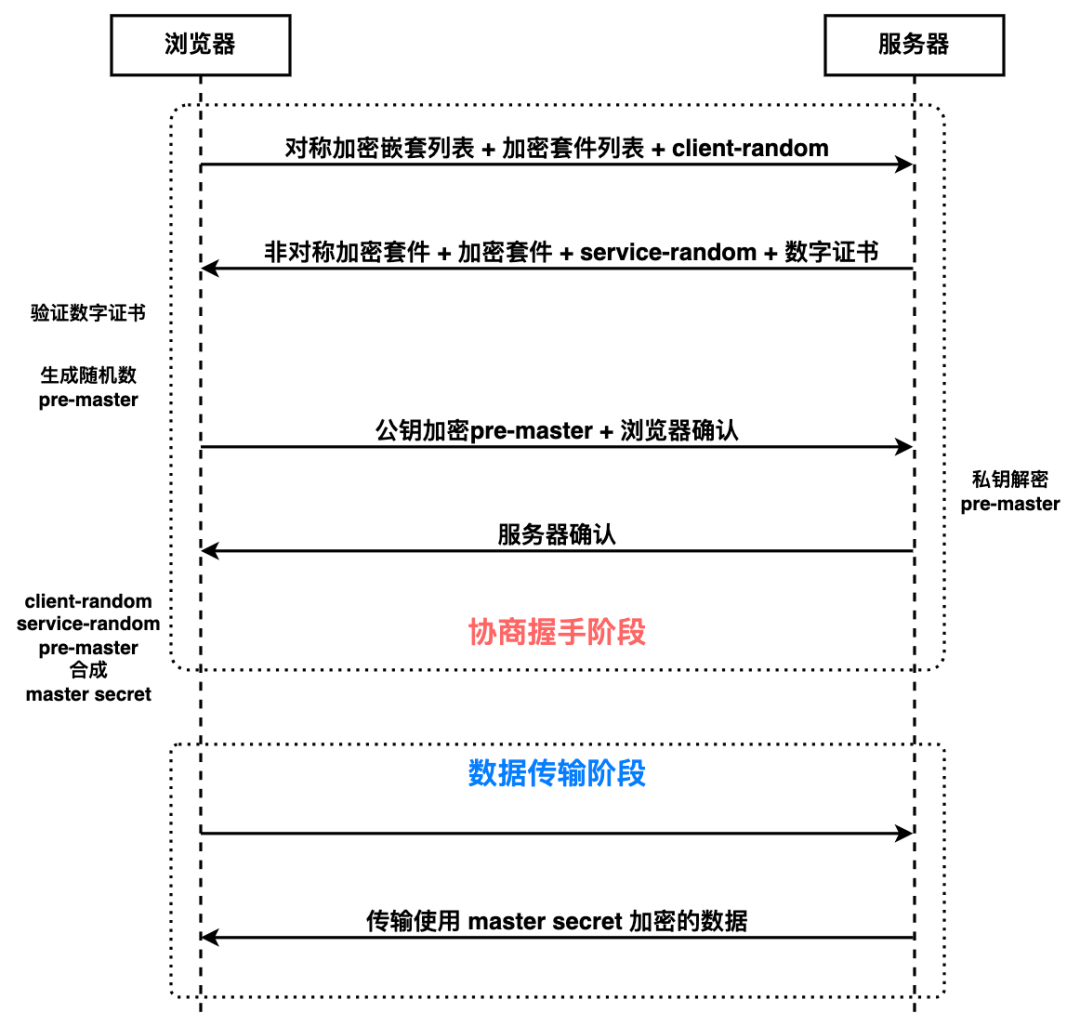 浏览器
服务器
对称加密嵌套列表 + 加密套件列表 + client-random
非对称加密套件 + 加密套件 + service-random + 数字证书
验证数字证书
生成随机数
pre-master
公钥加密pre-master + 浏览器确认
私钥解密
pre-master
服务器确认
client-random
service-random
pre-master
合成
master secret
协商握手阶段
数据传输阶段
传输使用 master secret 加密的数据